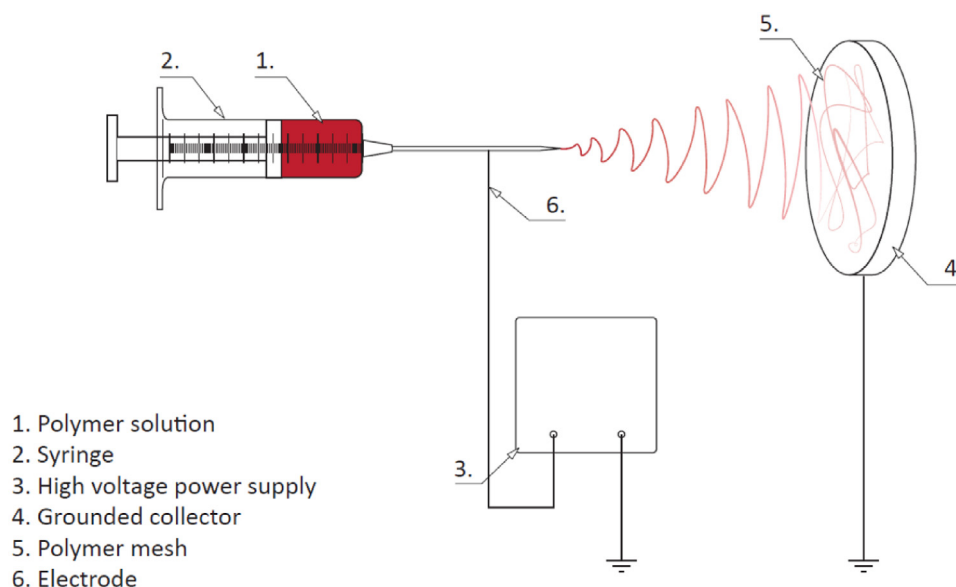 5.
2.
1.
6.
4.
3.
1. Polymer solution
2. Syringe
3. High voltage power supply
4. Grounded collector
5. Polymer mesh
6. Electrode